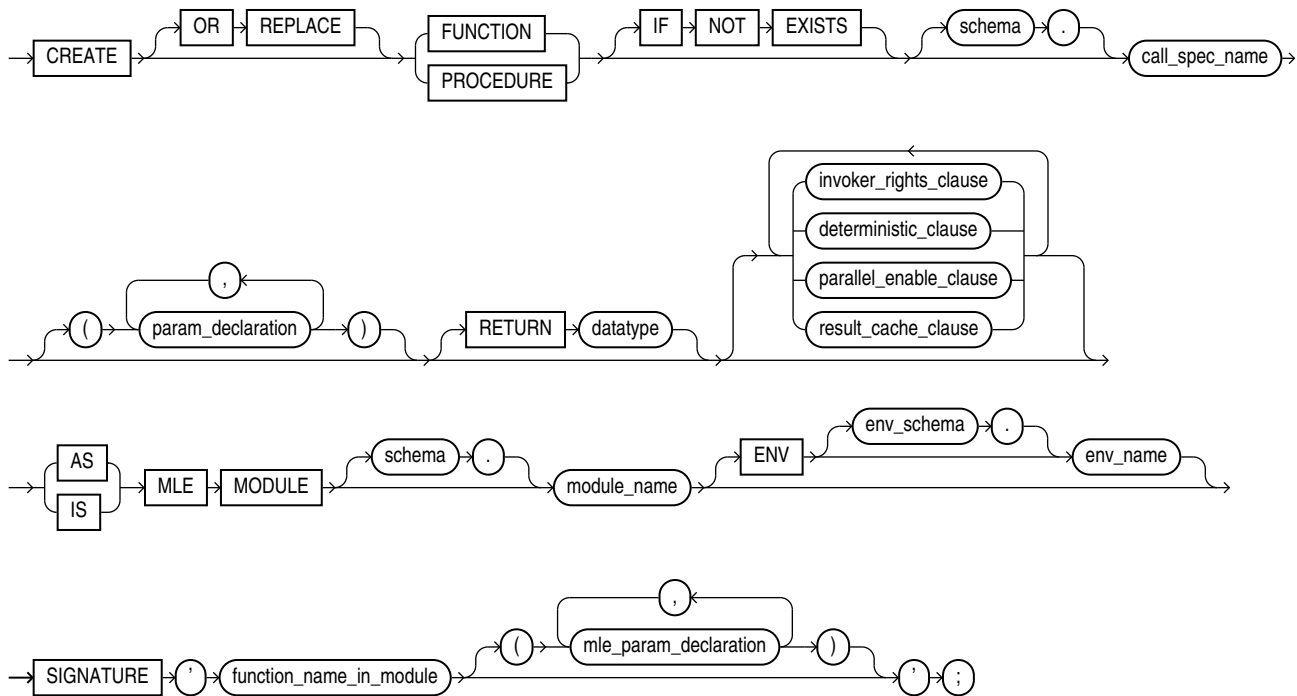 OR REPLACE FUNCTION IF NOT EXISTS schema .
CREATE call_spec_name
PROCEDURE
invoker_rights_clause
deterministic_clause
, parallel_enable_clause
( param_declaration ) RETURN datatype result_cache_clause
env_schema .
AS schema . ENV env_name
MLE MODULE module_name
IS
,
( mle_param_declaration )
SIGNATURE ' function_name_in_module ' ;